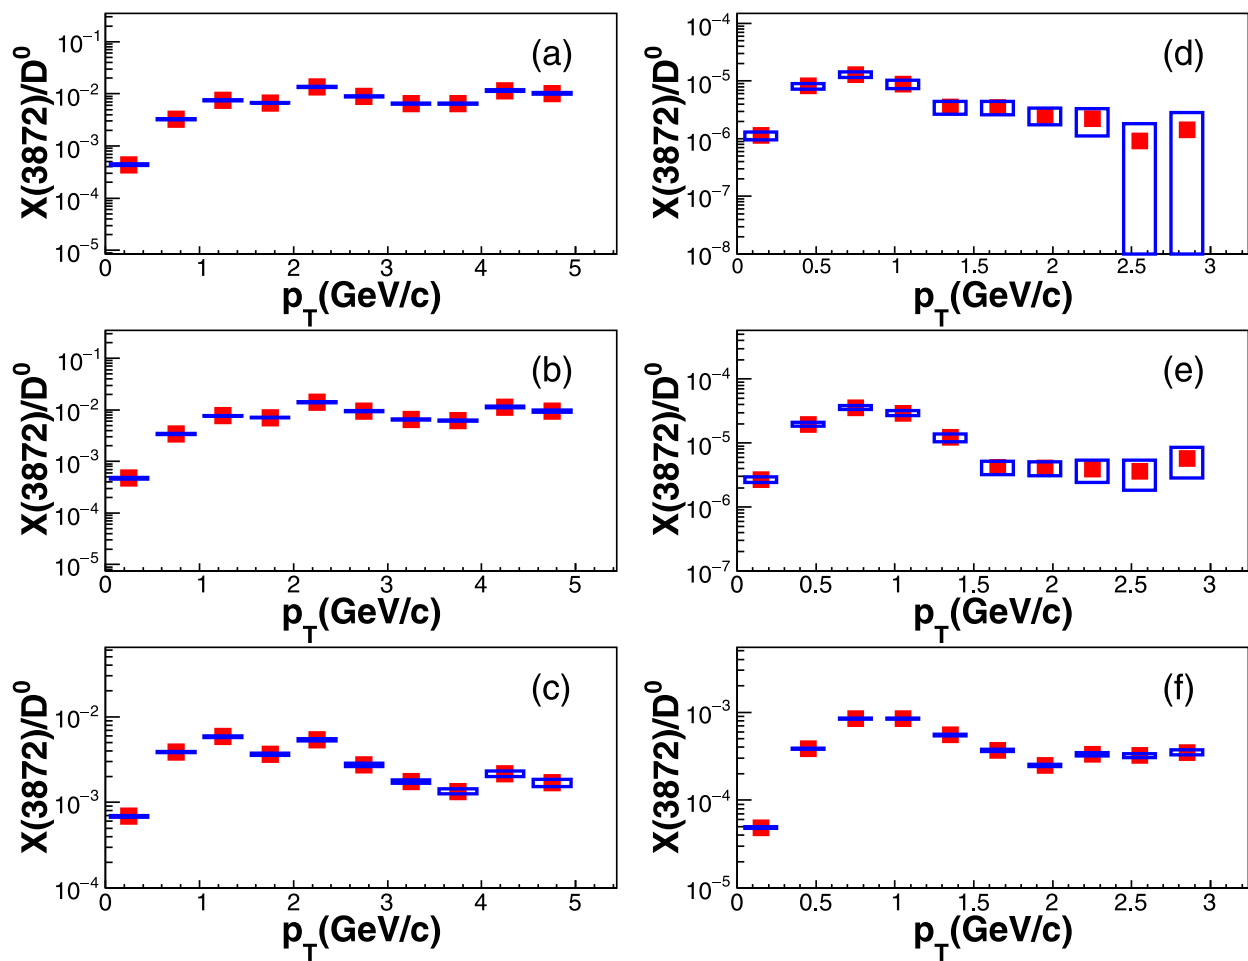 X(3872)/D⁰
10⁻¹
10⁻²
10⁻³
10⁻⁴
10⁻⁵
(a)
0 1 2 3 4 5
p_T(GeV/c)
X(3872)/D⁰
10⁻⁴
10⁻⁵
10⁻⁶
10⁻⁷
10⁻⁸
(d)
0 0.5 1 1.5 2 2.5 3
p_T(GeV/c)
X(3872)/D⁰
10⁻¹
10⁻²
10⁻³
10⁻⁴
10⁻⁵
(b)
0 1 2 3 4 5
p_T(GeV/c)
X(3872)/D⁰
10⁻⁴
10⁻⁵
10⁻⁶
10⁻⁷
(e)
0 0.5 1 1.5 2 2.5 3
p_T(GeV/c)
X(3872)/D⁰
10⁻²
10⁻³
10⁻⁴
(c)
0 1 2 3 4 5
p_T(GeV/c)
X(3872)/D⁰
10⁻³
10⁻⁴
10⁻⁵
(f)
0 0.5 1 1.5 2 2.5 3
p_T(GeV/c)